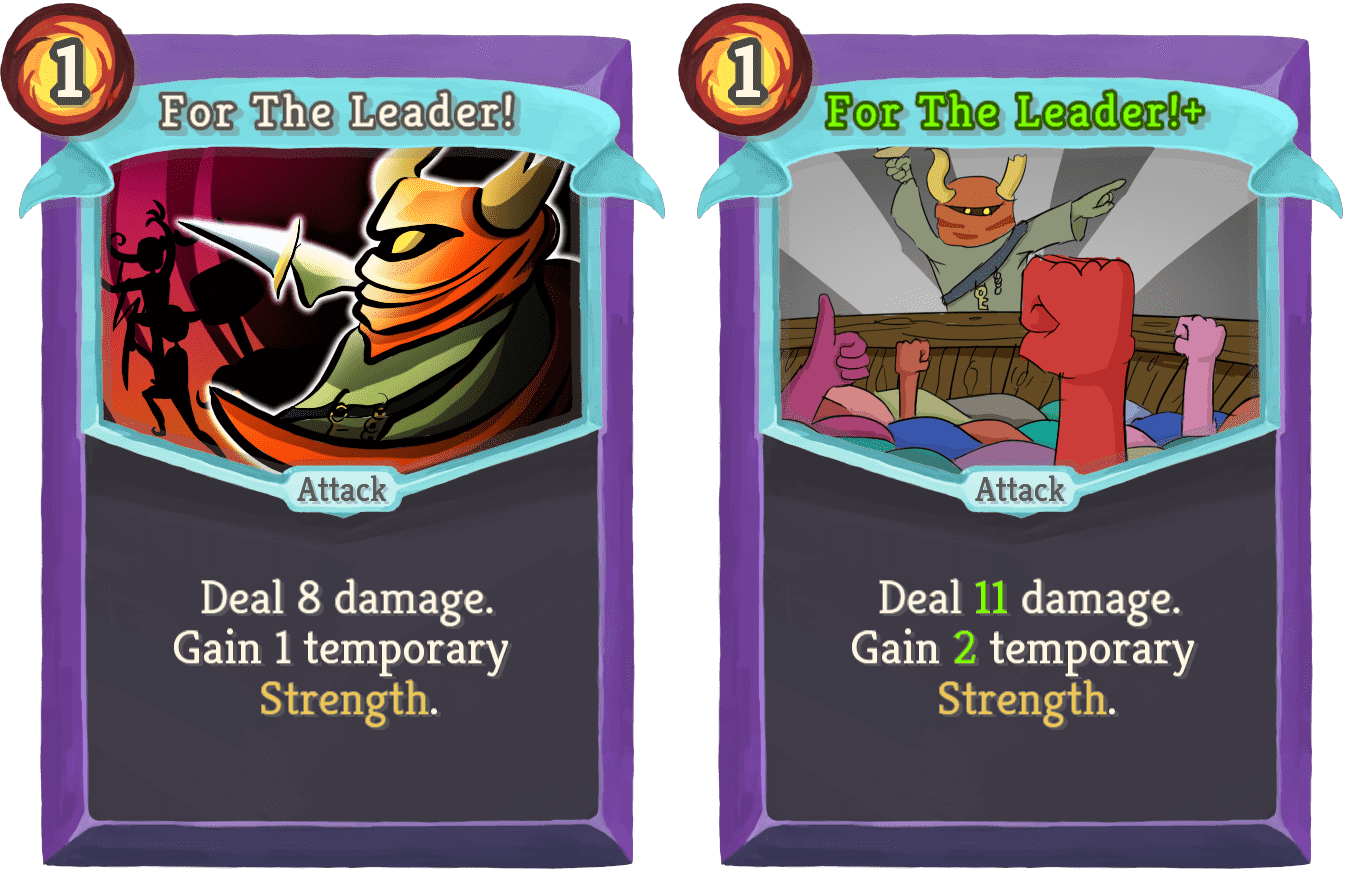 1
For The Leader!
Attack
Deal 8 damage.
Gain 1 temporary
Strength.
1
For The Leader!+
Attack
Deal 11 damage.
Gain 2 temporary
Strength.